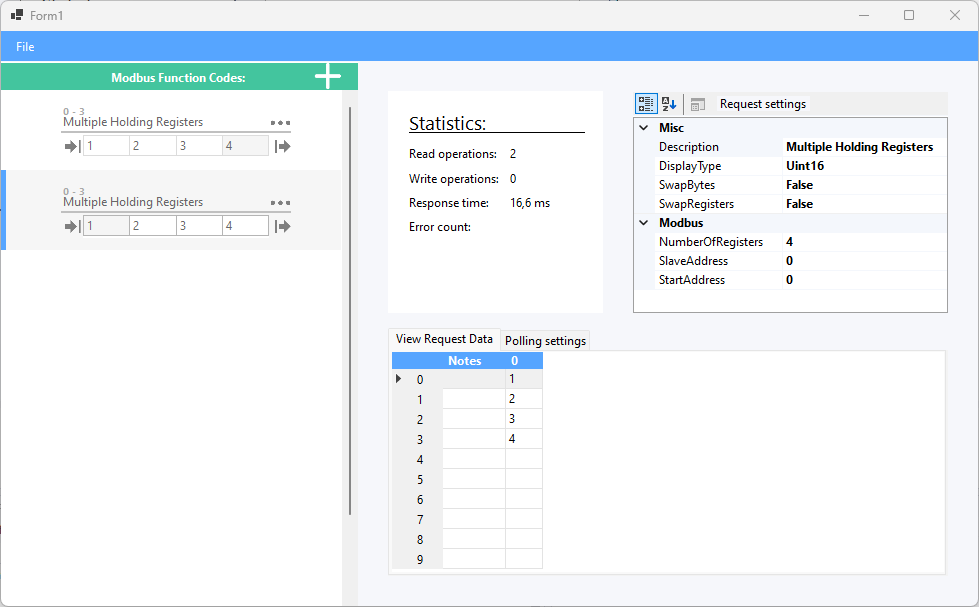 Form1
File
Modbus Function Codes:
0 - 3
Multiple Holding Registers
1 2 3 4
0 - 3
Multiple Holding Registers
1 2 3 4
Statistics:
Read operations: 2
Write operations: 0
Response time: 16,6 ms
Error count:
Request settings
Misc
Description Multiple Holding Registers
DisplayType Uint16
SwapBytes False
SwapRegisters False
Modbus
NumberOfRegisters 4
SlaveAddress 0
StartAddress 0
View Request Data Polling settings
Notes 0
0 1
1 2
2 3
3 4
4
5
6
7
8
9